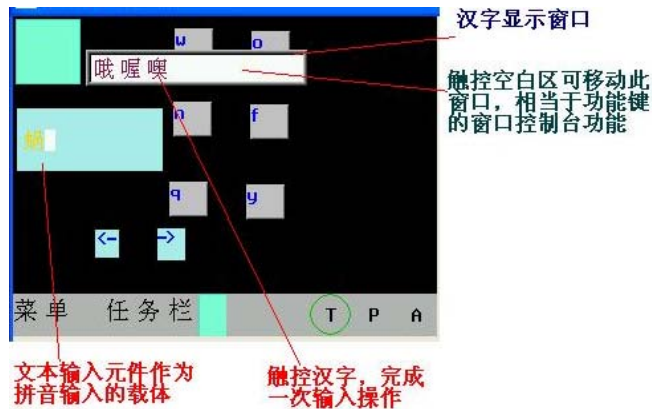 汉字显示窗口
w o
哦喔噢
触控空白区可移动此
窗口，相当于功能键
的窗口控制台功能
n f
q y
<- ->
菜单 任务栏 T P A
文本输入元件作为
拼音输入的载体
触控汉字，完成
一次输入操作